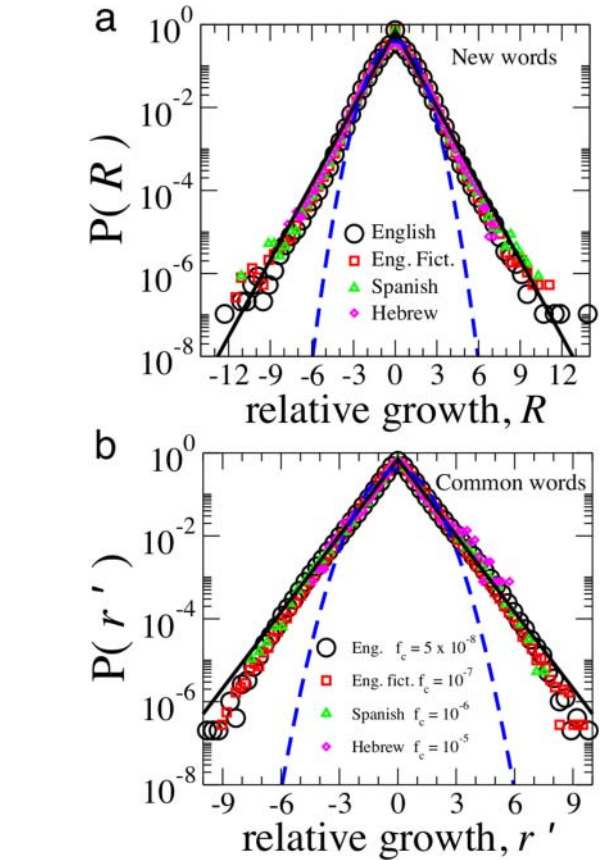 a
10^0
10^-2
10^-4
10^-6
10^-8
P(R)
New words
English
Eng. Fict.
Spanish
Hebrew
-12 -9 -6 -3 0 3 6 9 12
relative growth, R
b
10^0
10^-2
10^-4
10^-6
10^-8
P(r')
Common words
Eng. f_c = 5 x 10^-8
Eng. fict. f_c = 10^-7
Spanish f_c = 10^-6
Hebrew f_c = 10^-5
-9 -6 -3 0 3 6 9
relative growth, r'